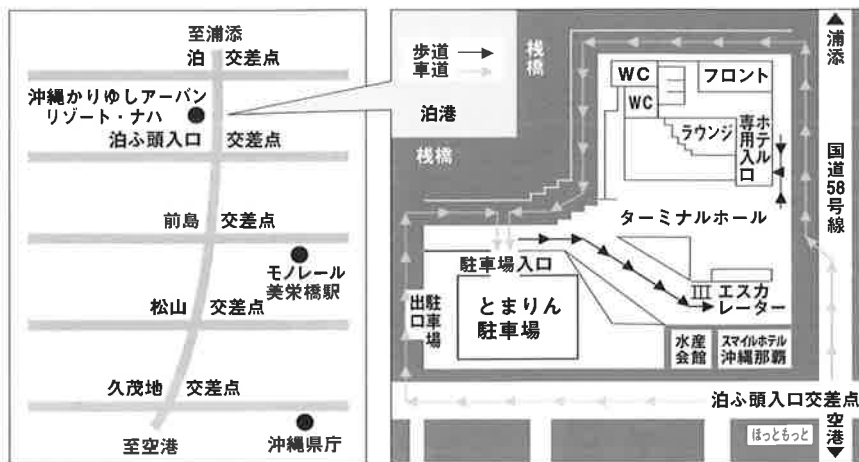 至浦添
泊 交差点
沖縄かりゆしアーバン
リゾート・ナハ
泊ふ頭入口 交差点
前島 交差点
モノレール
美栄橋駅
松山 交差点
久茂地 交差点
至空港
沖縄県庁
歩道
車道
泊港
桟橋
桟橋
WC
WC
フロント
ラウンジ
ホテル
専用入口
浦添
国道58号線
ターミナルホール
駐車場入口
とまりん
駐車場
駐車場
出口
エスカ
レーター
水産
会館
スマイルホテル
沖縄那覇
泊ふ頭入口交差点
ほっともっと
空港